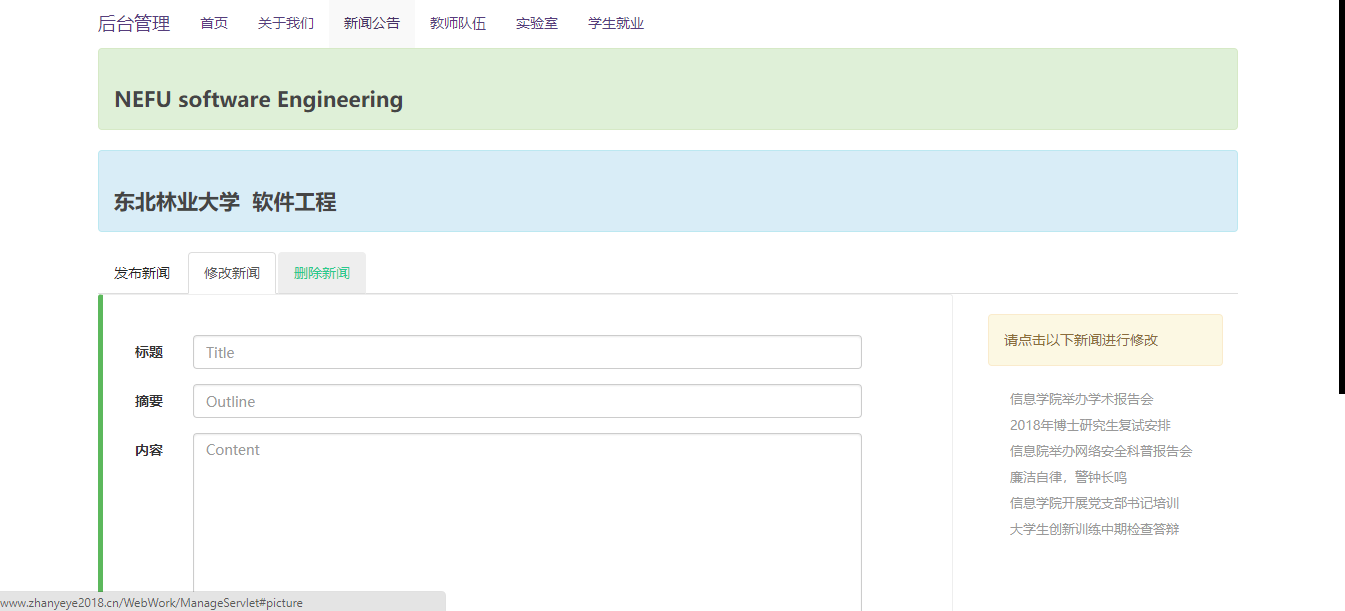 后台管理 首页 关于我们 新闻公告 教师队伍 实验室 学生就业
NEFU software Engineering
东北林业大学 软件工程
发布新闻 修改新闻 删除新闻
标题 Title
摘要 Outline
内容 Content
请点击以下新闻进行修改
信息学院举办学术报告会
2018年博士研究生复试安排
信息院举办网络安全科普报告会
廉洁自律，警钟长鸣
信息学院开展党支部书记培训
大学生创新训练中期检查答辩
www.zhanyeye2018.cn/WebWork/ManageServlet#picture